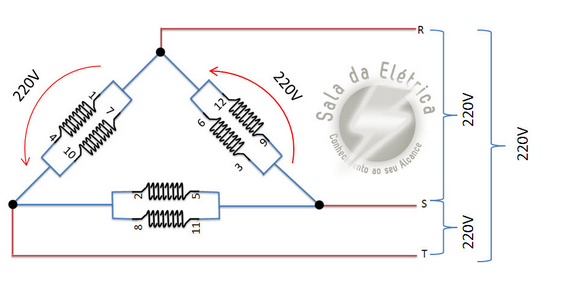 R
220V
220V
1
7
4
10
12
6
9
3
Sala da Elétrica
Conhecimento ao seu Alcance
220V
220V
2
5
S
8
11
220V
T